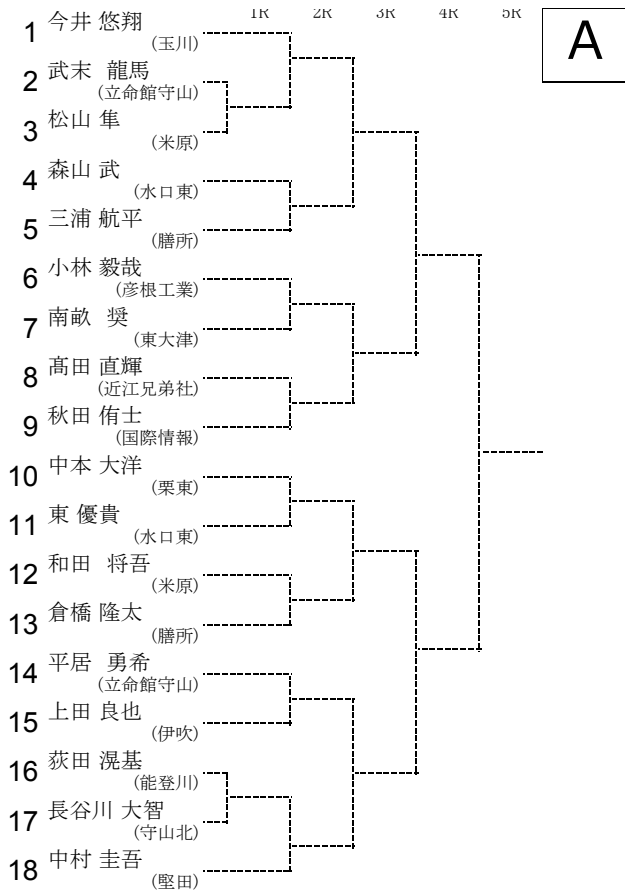 1R 2R 3R 4R 5R
A
1 今井 悠翔
(玉川)
2 武末 龍馬
(立命館守山)
3 松山 隼
(米原)
4 森山 武
(水口東)
5 三浦 航平
(膳所)
6 小林 毅哉
(彦根工業)
7 南畝 奨
(東大津)
8 髙田 直輝
(近江兄弟社)
9 秋田 侑士
(国際情報)
10 中本 大洋
(栗東)
11 東 優貴
(水口東)
12 和田 将吾
(米原)
13 倉橋 隆太
(膳所)
14 平居 勇希
(立命館守山)
15 上田 良也
(伊吹)
16 荻田 滉基
(能登川)
17 長谷川 大智
(守山北)
18 中村 圭吾
(堅田)